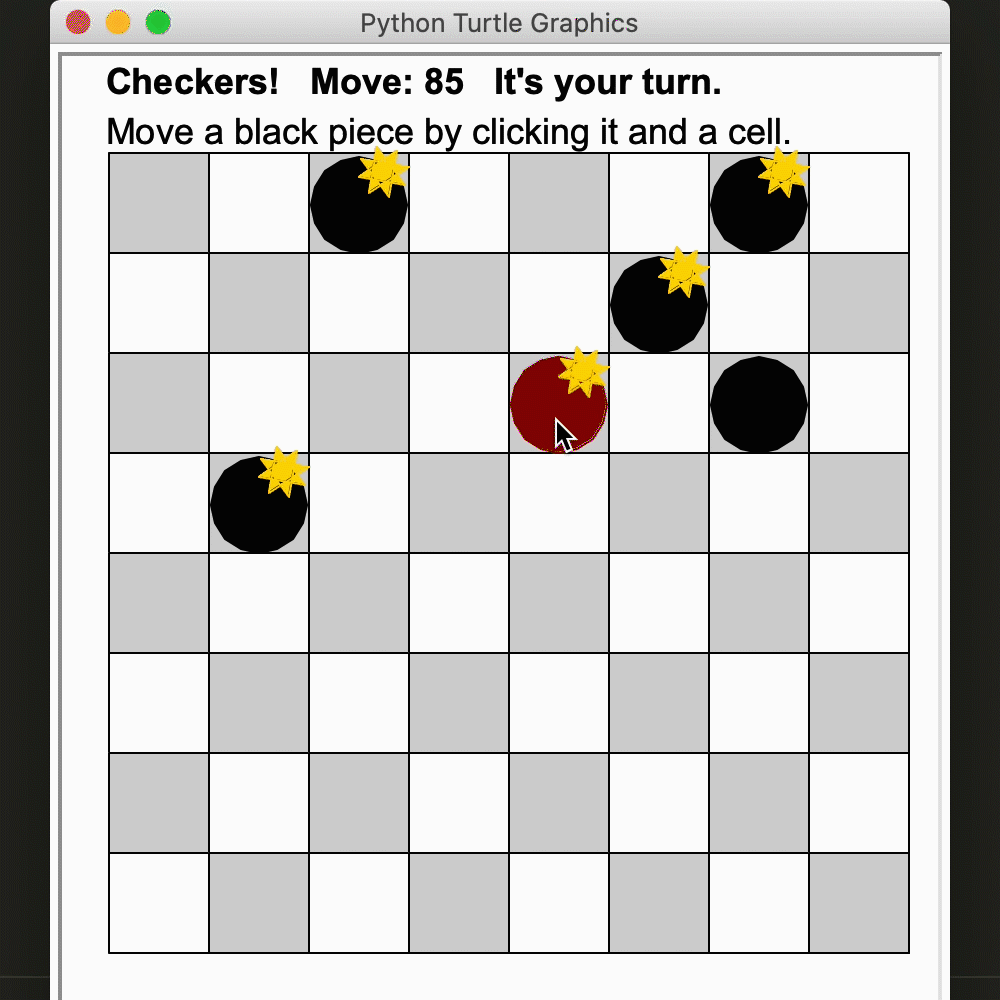 Python Turtle Graphics
Checkers!   Move: 85   It's your turn.
Move a black piece by clicking it and a cell.